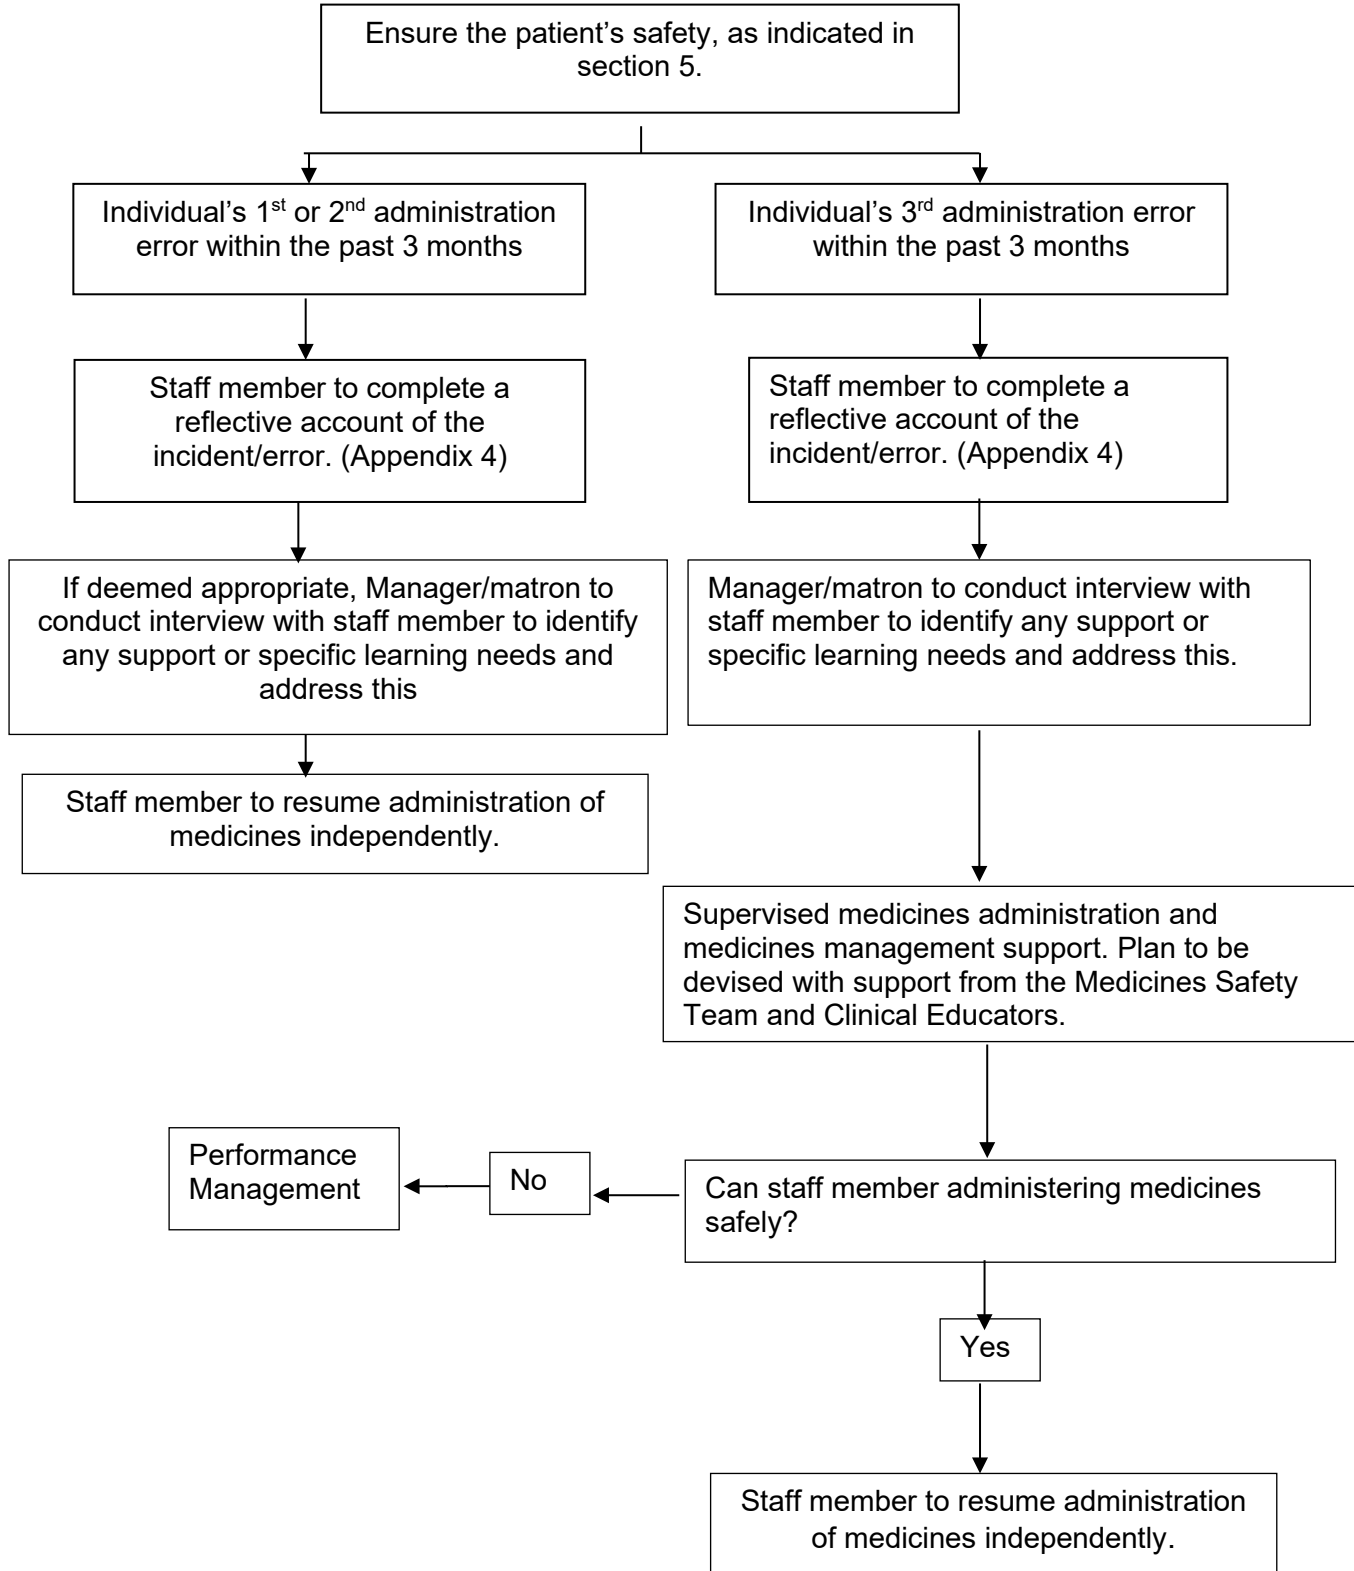 Ensure the patient’s safety, as indicated in
section 5.
Individual’s 1st or 2nd administration
error within the past 3 months
Individual’s 3rd administration error
within the past 3 months
Staff member to complete a
reflective account of the
incident/error. (Appendix 4)
Staff member to complete a
reflective account of the
incident/error. (Appendix 4)
If deemed appropriate, Manager/matron to
conduct interview with staff member to identify
any support or specific learning needs and
address this
Manager/matron to conduct interview with
staff member to identify any support or
specific learning needs and address this.
Staff member to resume administration of
medicines independently.
Supervised medicines administration and
medicines management support. Plan to be
devised with support from the Medicines Safety
Team and Clinical Educators.
Performance
Management
No
Can staff member administering medicines
safely?
Yes
Staff member to resume administration
of medicines independently.